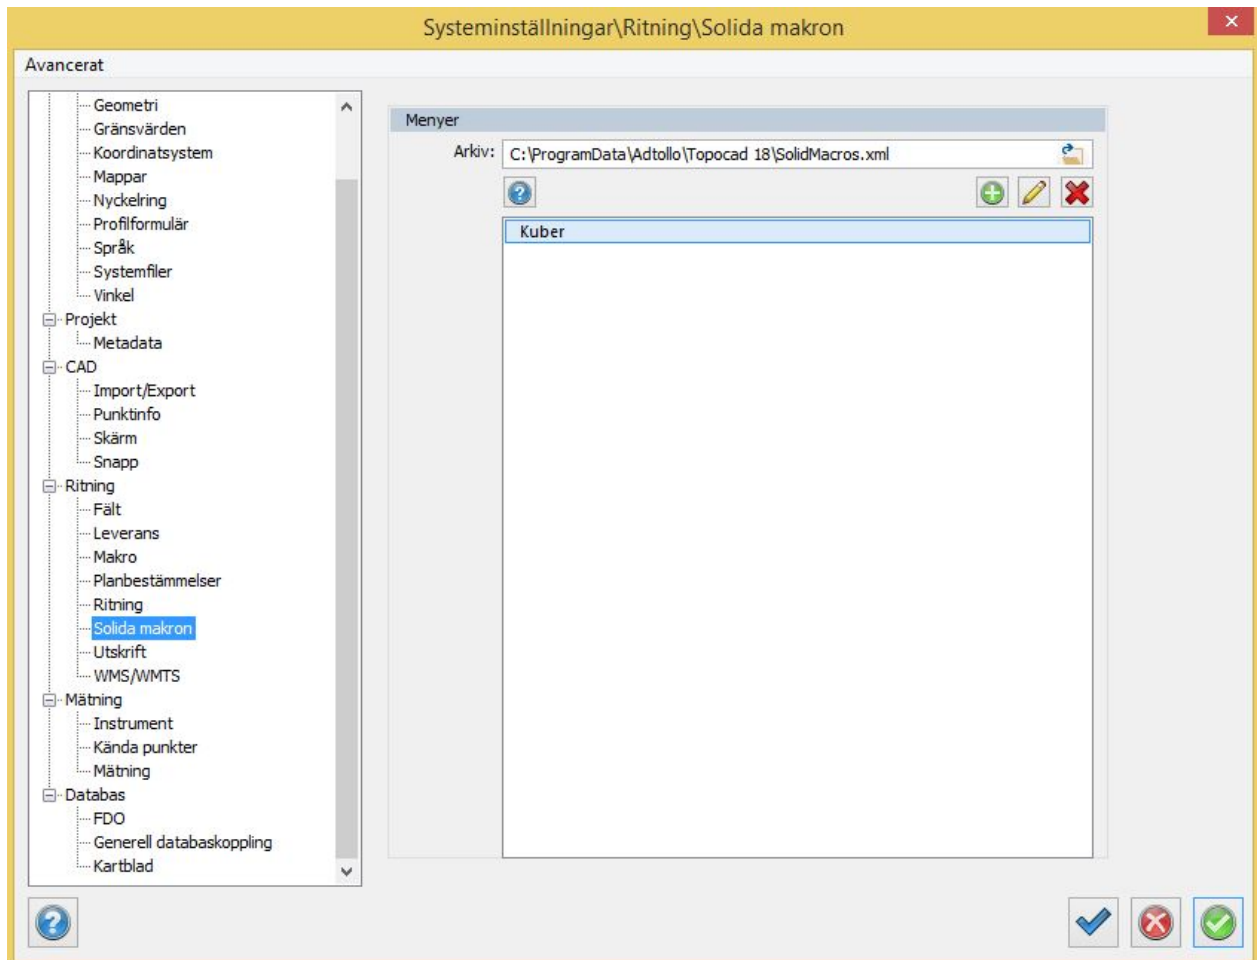 Systeminställningar\Ritning\Solida makron
Avancerat
Geometri
Gränsvärden
Koordinatsystem
Mappar
Nyckelring
Profilformulär
Språk
Systemfiler
Vinkel
Projekt
Metadata
CAD
Import/Export
Punktinfo
Skärm
Snapp
Ritning
Fält
Leverans
Makro
Planbestämmelser
Ritning
Solida makron
Utskrift
WMS/WMTS
Mätning
Instrument
Kända punkter
Mätning
Databas
FDO
Generell databaskoppling
Kartblad
Menyer
Arkiv: C:\ProgramData\Adtollo\Topocad 18\SolidMacros.xml
Kuber